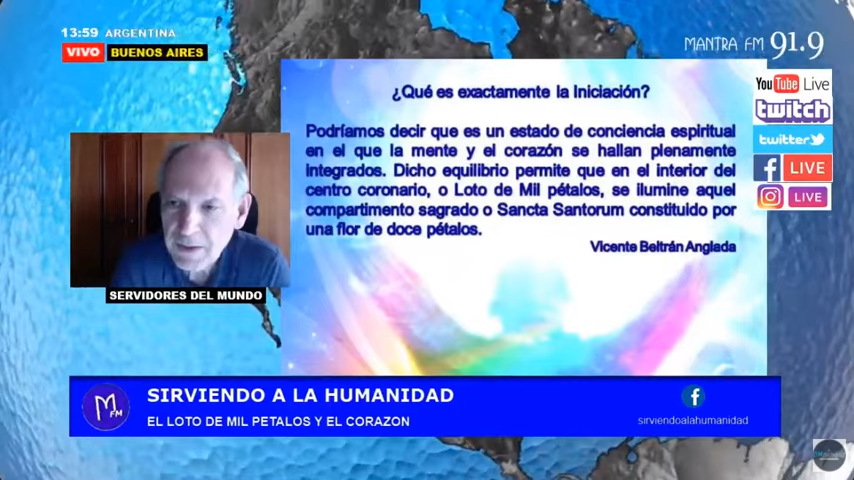 13:59 ARGENTINA
VIVO BUENOS AIRES
MANTRA FM 91.9
¿Qué es exactamente la Iniciación?
Podríamos decir que es un estado de conciencia espiritual
en el que la mente y el corazón se hallan plenamente
integrados. Dicho equilibrio permite que en el interior del
centro coronario, o Loto de Mil pétalos, se ilumine aquel
compartimento sagrado o Sancta Santorum constituido por
una flor de doce pétalos.
Vicente Beltrán Anglada
YouTube Live
twitch
twitter
f LIVE
LIVE
SERVIDORES DEL MUNDO
M FM
SIRVIENDO A LA HUMANIDAD
EL LOTO DE MIL PETALOS Y EL CORAZON
f
sirviendoalahumanidad